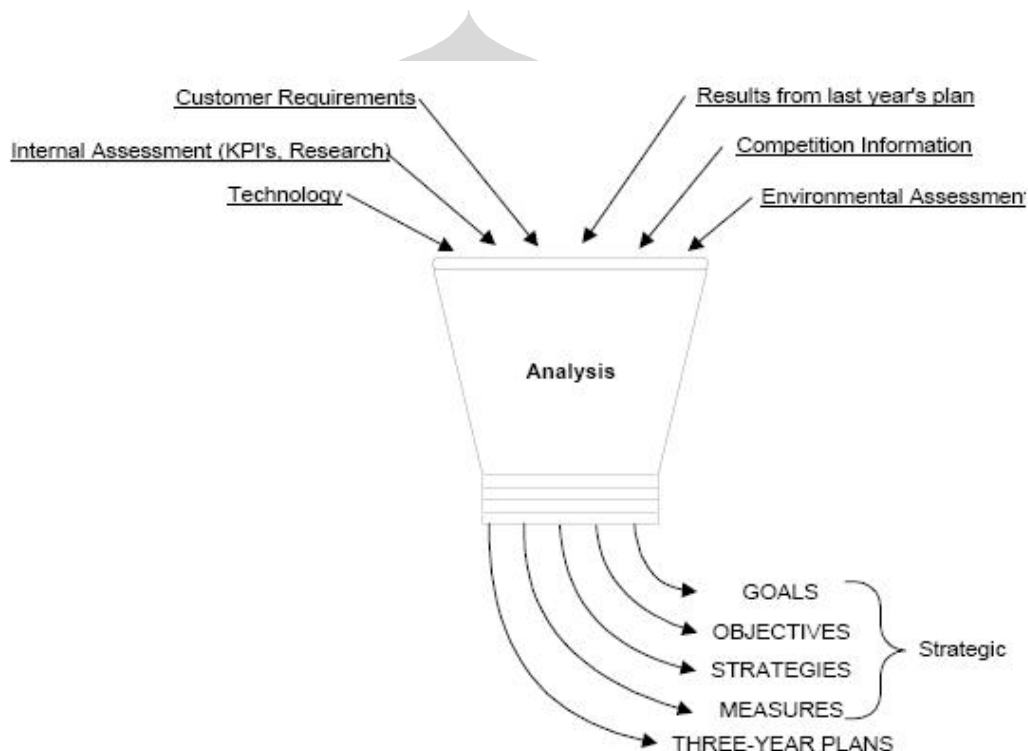 Customer Requirements
Results from last year's plan
Internal Assessment (KPI's, Research)
Competition Information
Technology
Environmental Assessment
Analysis
GOALS
OBJECTIVES
Strategic
STRATEGIES
MEASURES
THREE-YEAR PLANS